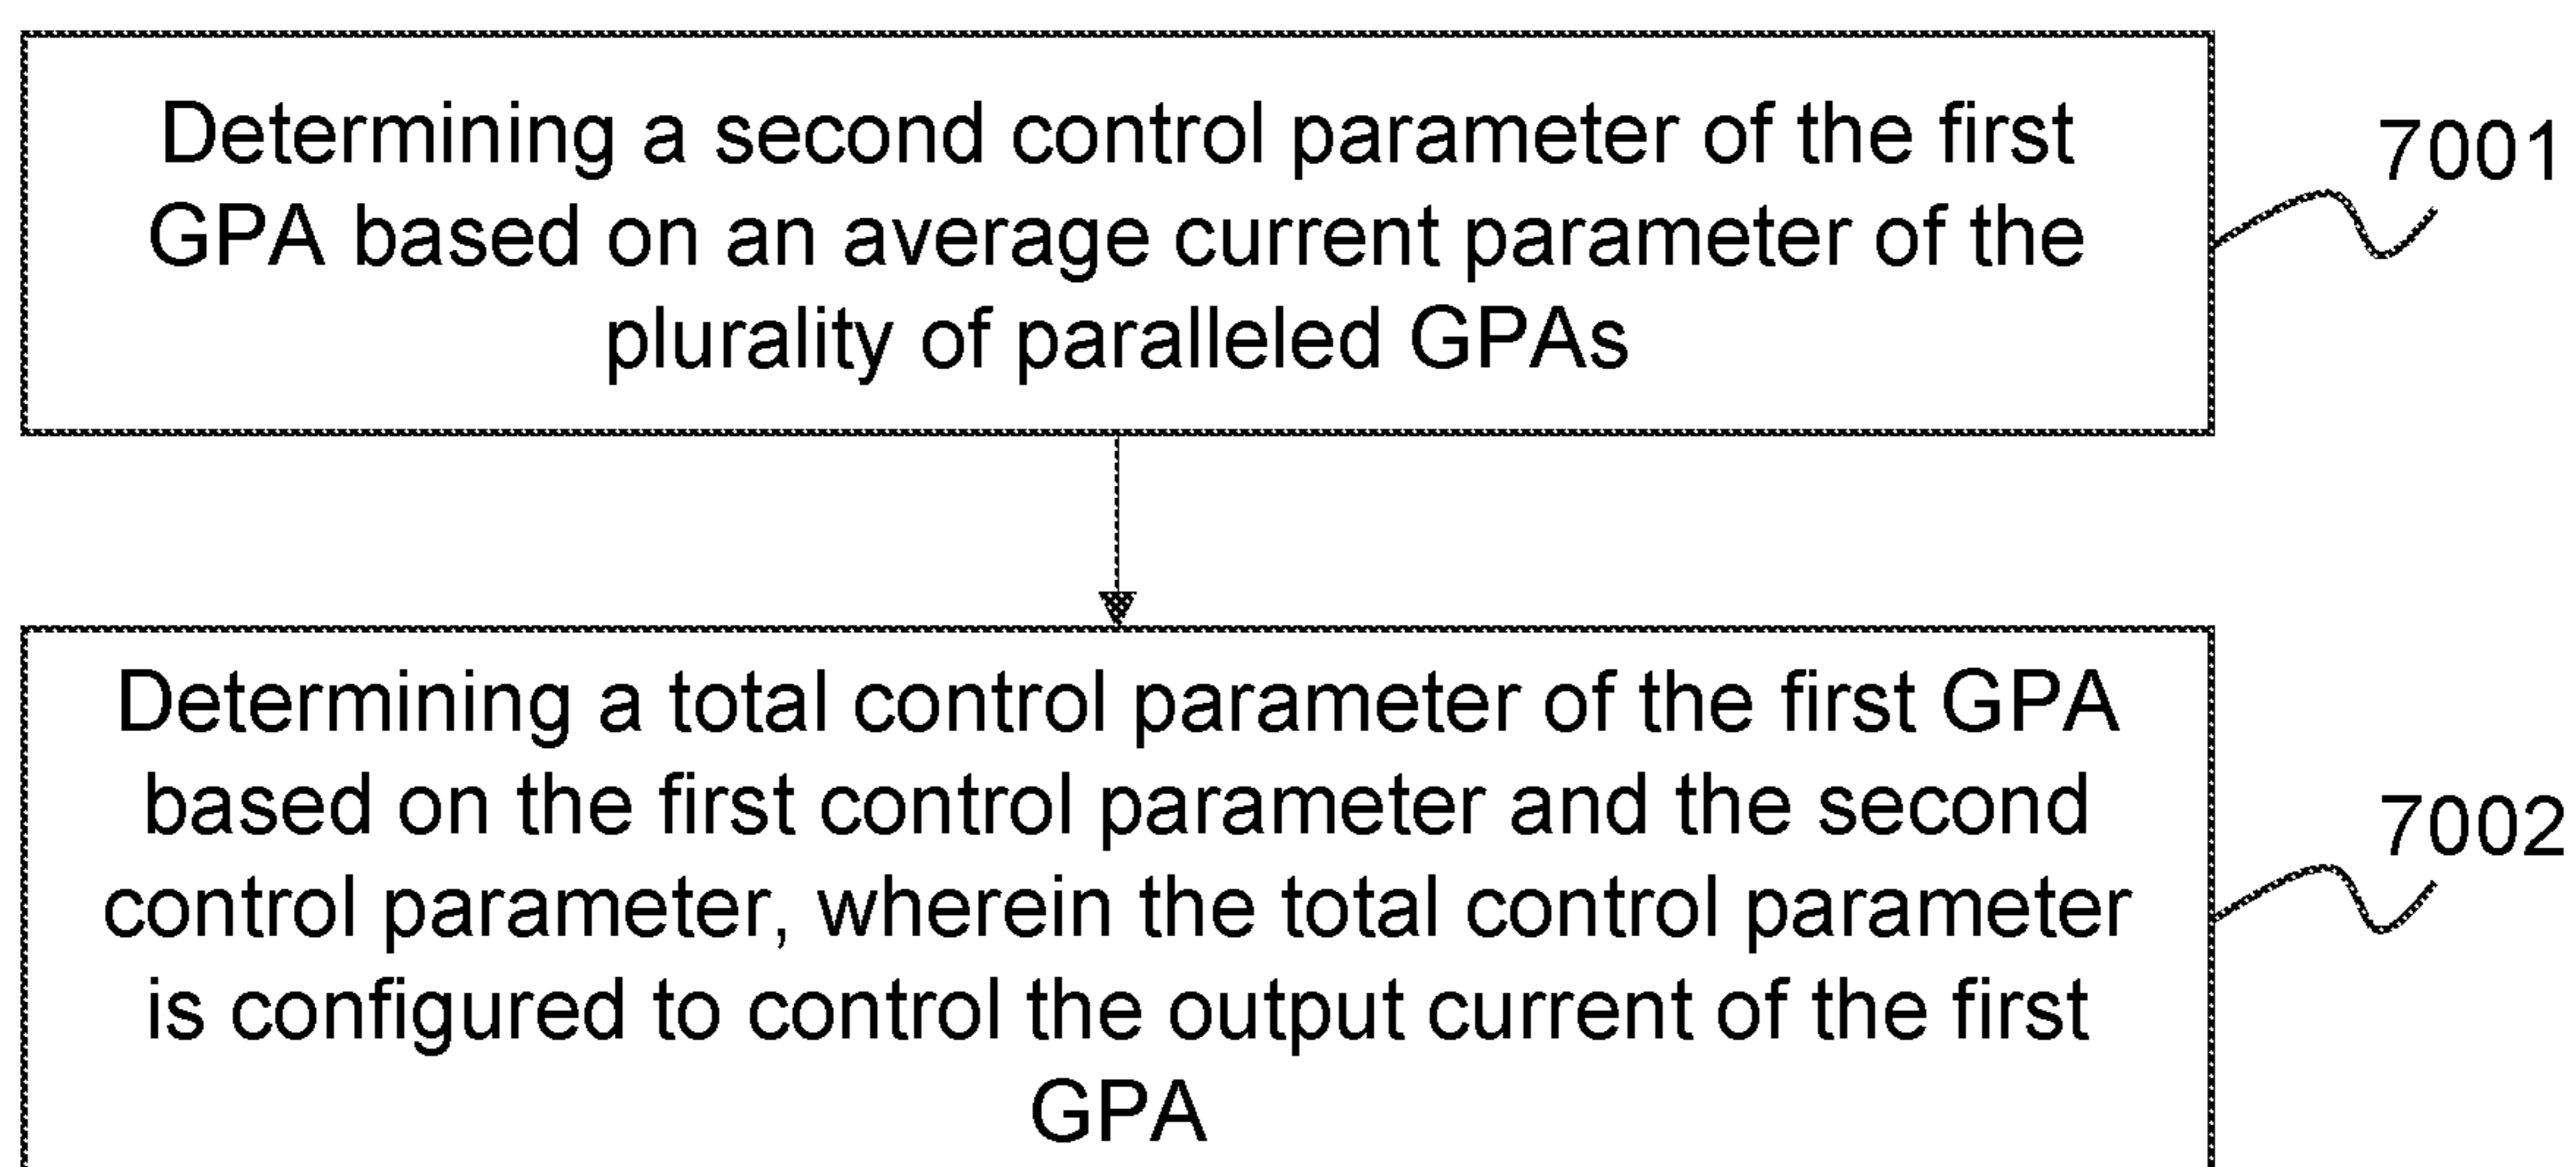 Determining a second control parameter of the first
GPA based on an average current parameter of the
plurality of paralleled GPAs
7001
Determining a total control parameter of the first GPA
based on the first control parameter and the second
control parameter, wherein the total control parameter
is configured to control the output current of the first
GPA
7002